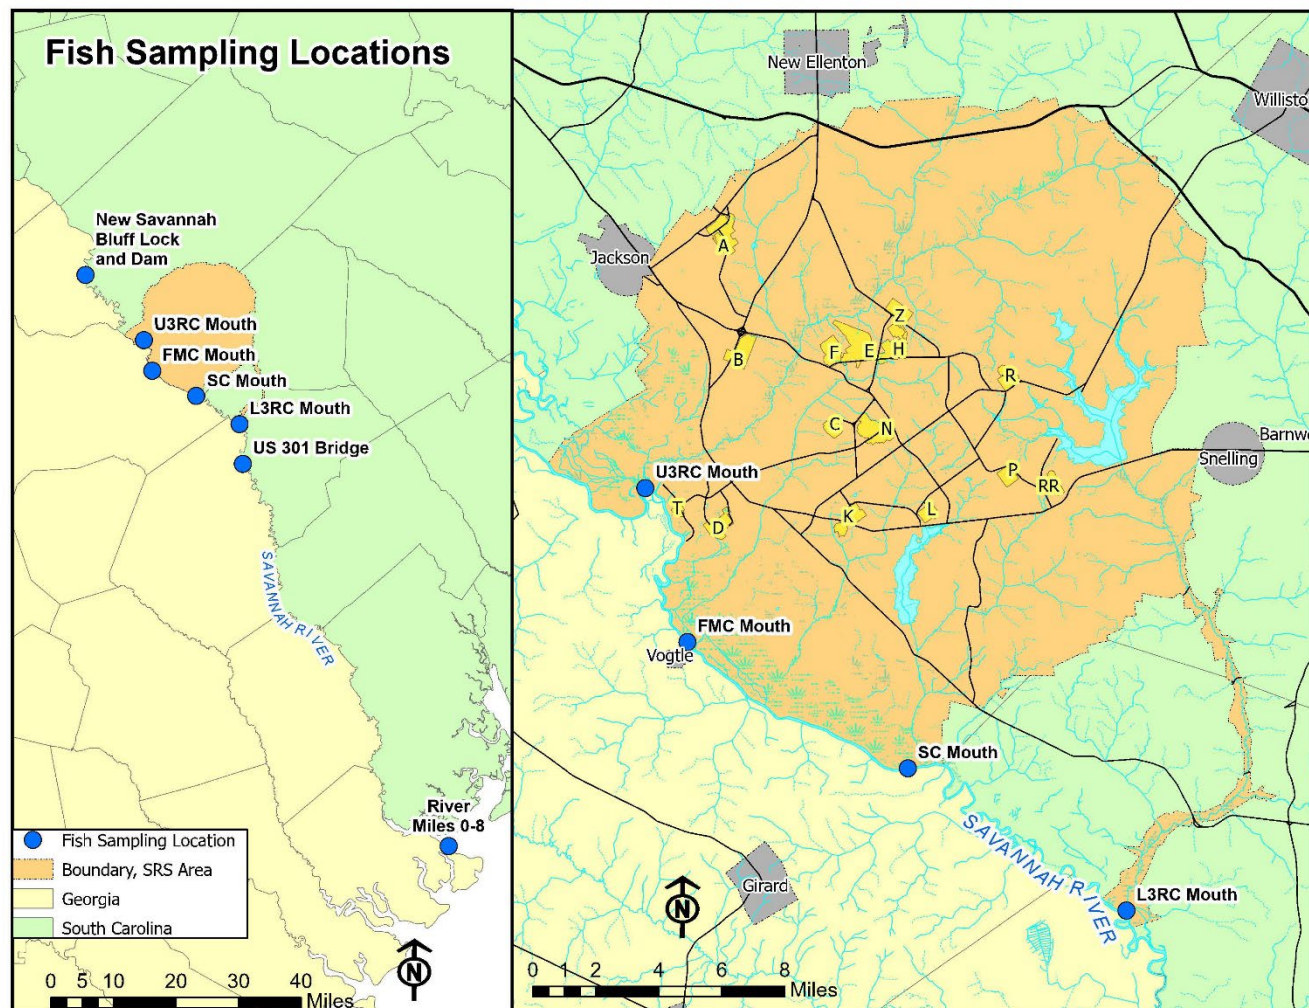 Fish Sampling Locations
New Savannah
Bluff Lock
and Dam
U3RC Mouth
FMC Mouth
SC Mouth
L3RC Mouth
US 301 Bridge
SAVANNAH RIVER
River
Miles 0-8
Fish Sampling Location
Boundary, SRS Area
Georgia
South Carolina
N
0 5 10 20 30 40
Miles
New Ellenton
Williston
Jackson
A
Z
B
F
E
H
R
C
N
Barnwe
Snelling
U3RC Mouth
P
RR
T
D
K
L
FMC Mouth
Vogtle
SC Mouth
SAVANNAH RIVER
Girard
N
L3RC Mouth
0 1 2 4 6 8
Miles